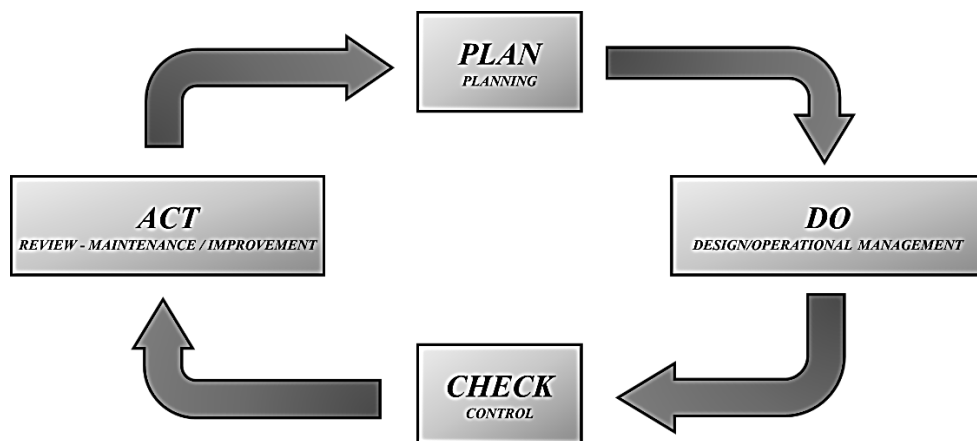 PLAN
PLANNING
ACT
REVIEW - MAINTENANCE / IMPROVEMENT
DO
DESIGN/OPERATIONAL MANAGEMENT
CHECK
CONTROL